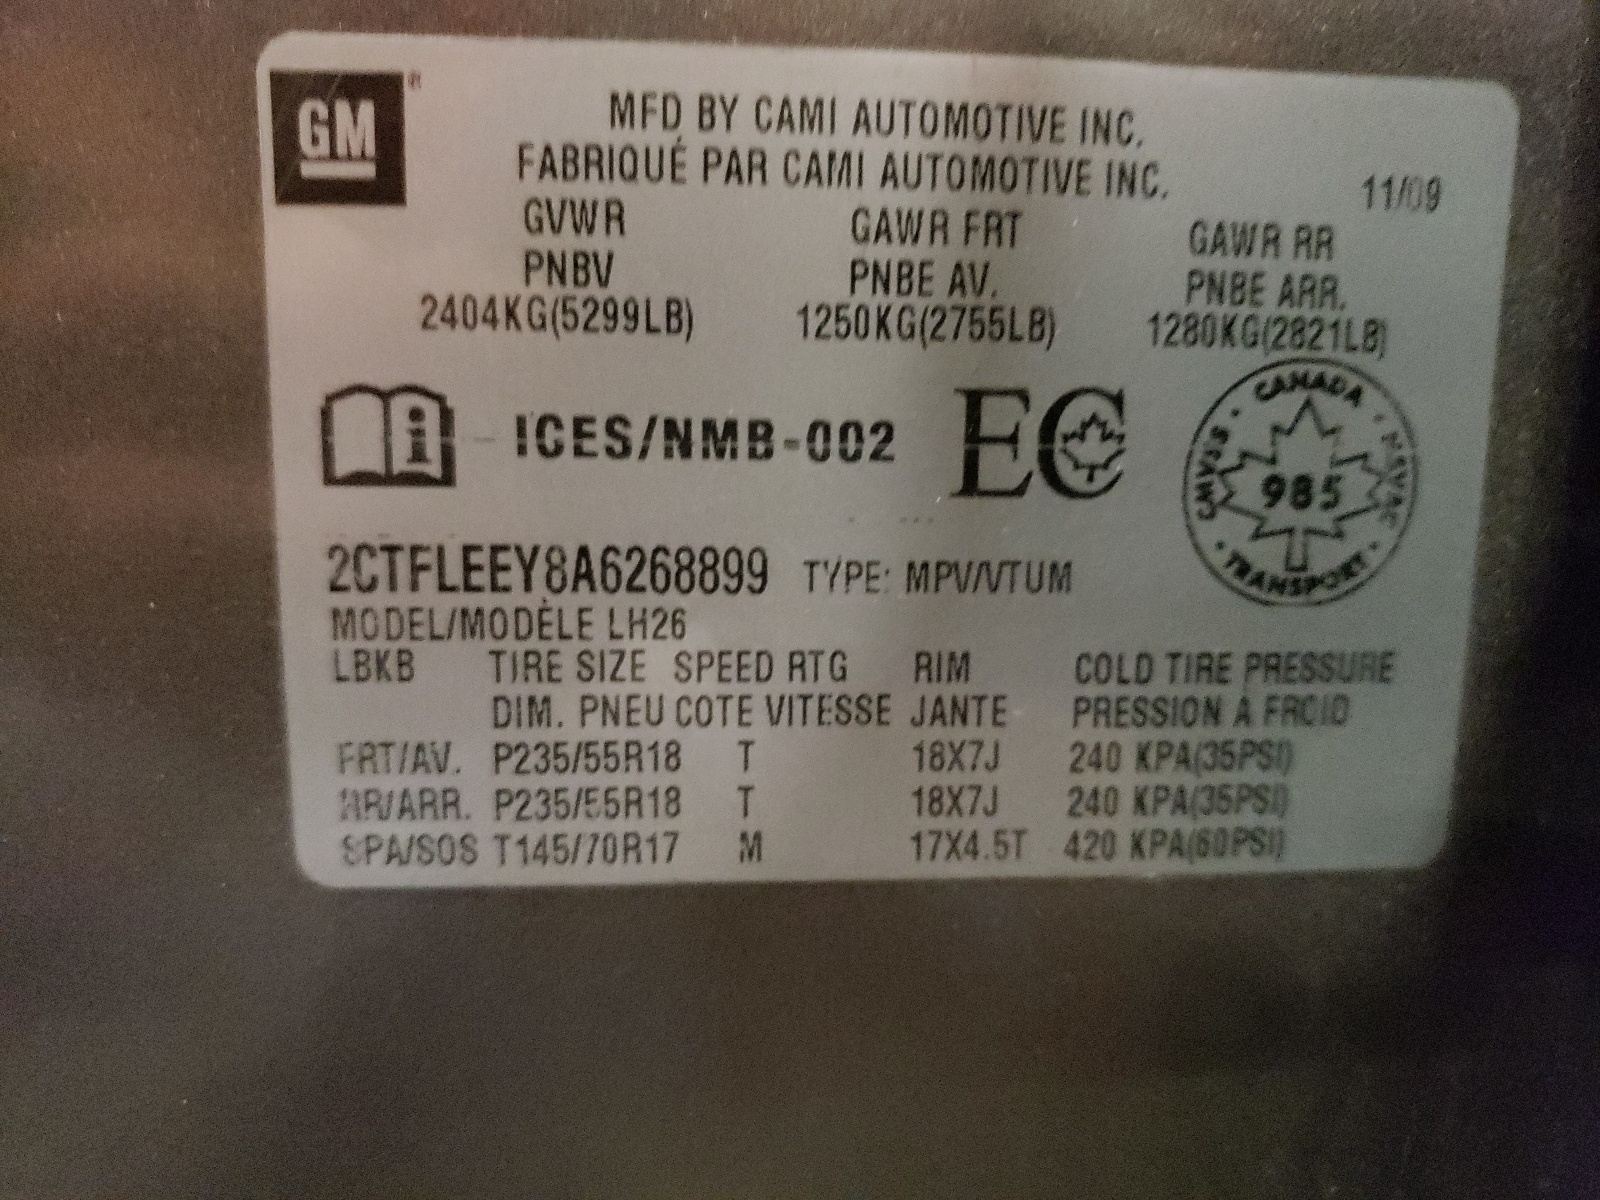 GM
MFD BY CAMI AUTOMOTIVE INC.
FABRIQUÉ PAR CAMI AUTOMOTIVE INC.
11/09
GVWR GAWR FRT GAWR RR
PNBV PNBE AV. PNBE ARR.
2404KG(5299LB) 1250KG(2755LB) 1280KG(2821LB)
i ICES/NMB-002 EC
CANADA
CMVSS NSVAC
985
TRANSPORT
2CTFLEEY8A6268899 TYPE: MPV/VTUM
MODEL/MODÈLE LH26
LBKB TIRE SIZE SPEED RTG RIM COLD TIRE PRESSURE
DIM. PNEU COTE VITESSE JANTE PRESSION À FROID
FRT/AV. P235/55R18 T 18X7J 240 KPA(35PSI)
RR/ARR. P235/55R18 T 18X7J 240 KPA(35PSI)
SPA/SOS T145/70R17 M 17X4.5T 420 KPA(60PSI)